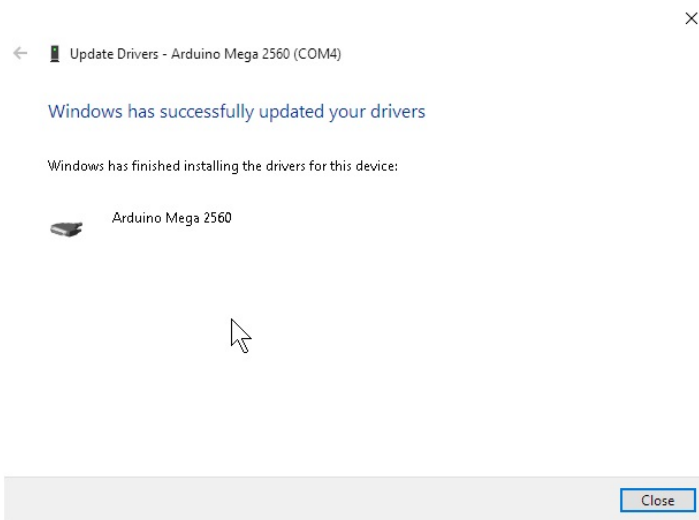 Update Drivers - Arduino Mega 2560 (COM4)
Windows has successfully updated your drivers
Windows has finished installing the drivers for this device:
Arduino Mega 2560
Close